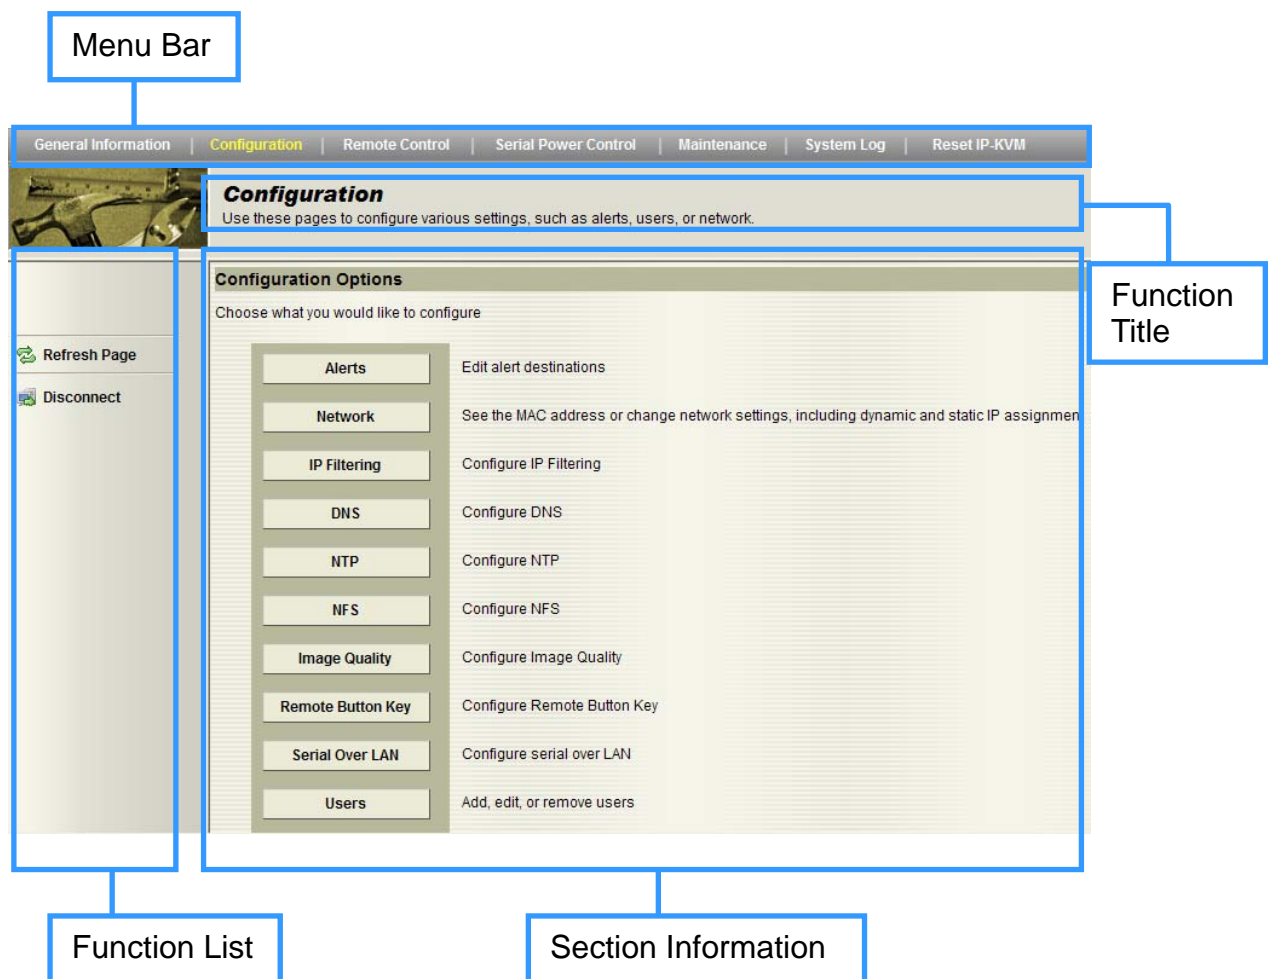 Menu Bar
General Information | Configuration | Remote Control | Serial Power Control | Maintenance | System Log | Reset IP-KVM
Configuration
Use these pages to configure various settings, such as alerts, users, or network.
Function
Title
Configuration Options
Choose what you would like to configure
Refresh Page
Disconnect
Alerts Edit alert destinations
Network See the MAC address or change network settings, including dynamic and static IP assignmen
IP Filtering Configure IP Filtering
DNS Configure DNS
NTP Configure NTP
NFS Configure NFS
Image Quality Configure Image Quality
Remote Button Key Configure Remote Button Key
Serial Over LAN Configure serial over LAN
Users Add, edit, or remove users
Function List
Section Information